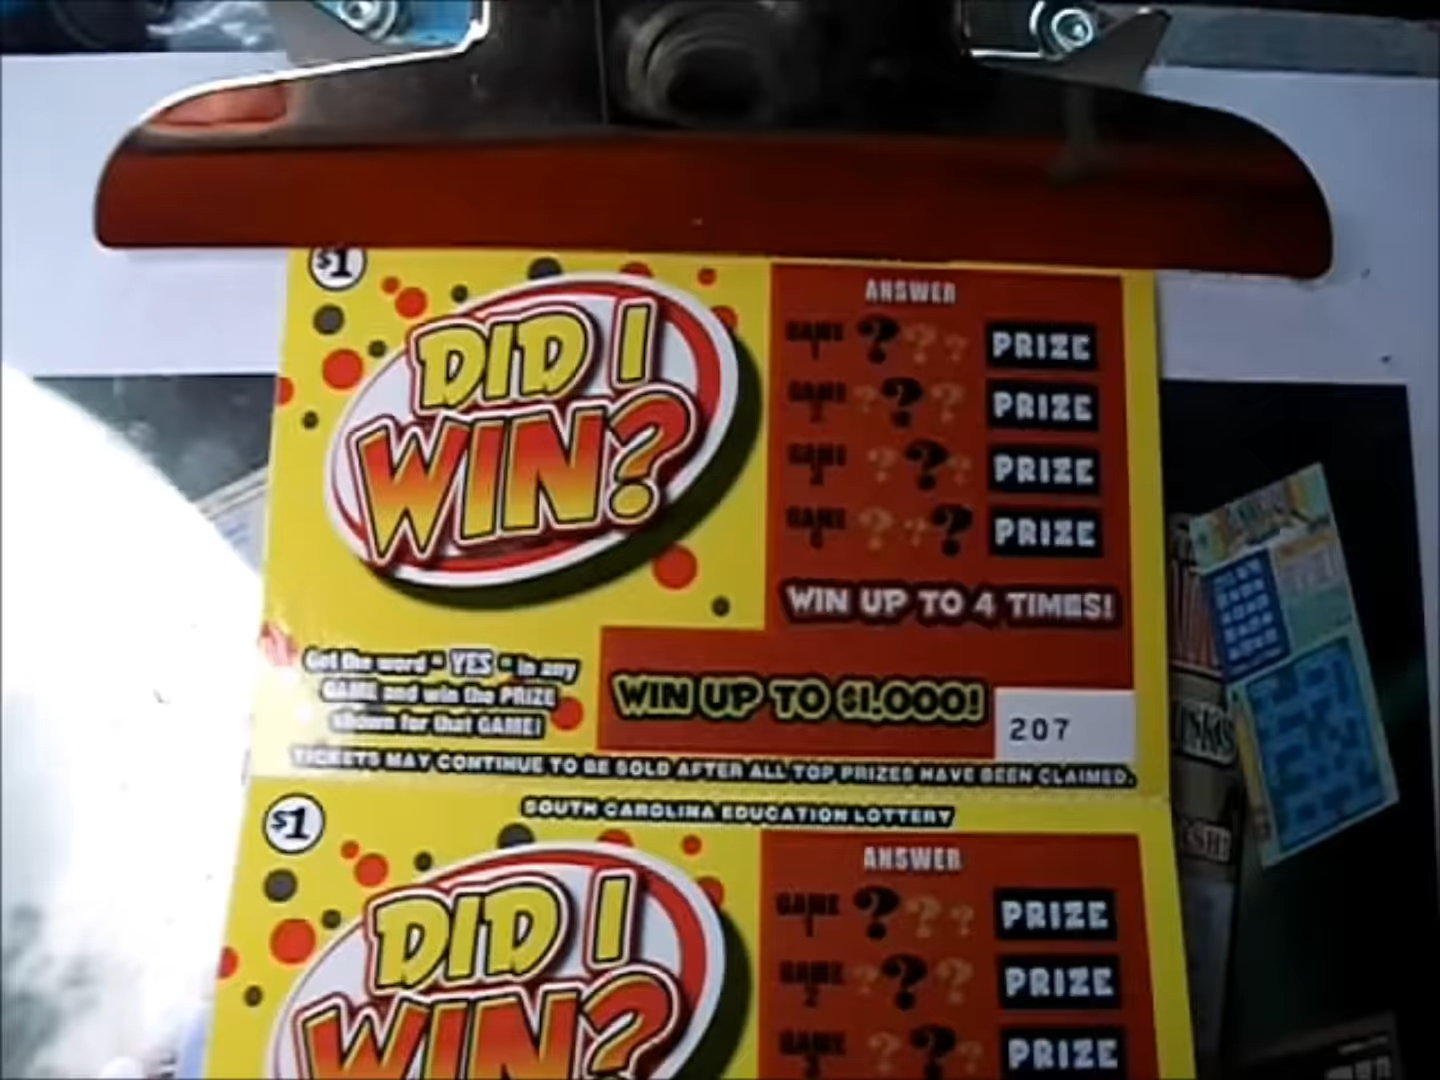 $1
DID I
WIN?
ANSWER
GAME 1 ? ? ? PRIZE
GAME 2 ? ? ? PRIZE
GAME 3 ? ? ? PRIZE
GAME 4 ? ? ? PRIZE
WIN UP TO 4 TIMES!
Get the word "YES" in any
GAME and win the PRIZE
shown for that GAME!
WIN UP TO $1,000!
207
TICKETS MAY CONTINUE TO BE SOLD AFTER ALL TOP PRIZES HAVE BEEN CLAIMED.
SOUTH CAROLINA EDUCATION LOTTERY
$1
DID I
WIN?
ANSWER
GAME 1 ? ? ? PRIZE
GAME 2 ? ? ? PRIZE
GAME 3 ? ? ? PRIZE